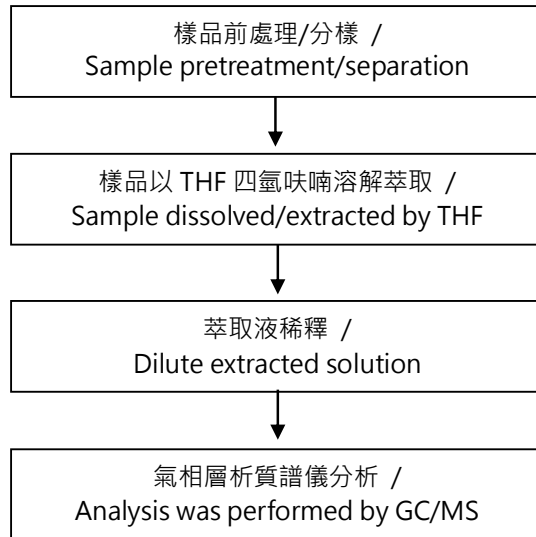 樣品前處理/分樣 /
Sample pretreatment/separation
樣品以 THF 四氫呋喃溶解萃取 /
Sample dissolved/extracted by THF
萃取液稀釋 /
Dilute extracted solution
氣相層析質譜儀分析 /
Analysis was performed by GC/MS